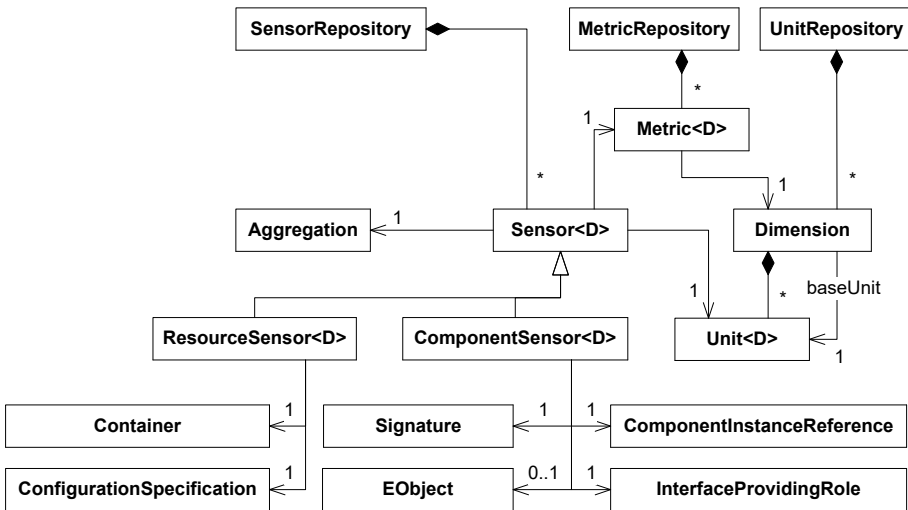 SensorRepository
MetricRepository
UnitRepository
*
1
Metric<D>
*
1
*
Aggregation
1
Sensor<D>
Dimension
baseUnit
1
*
ResourceSensor<D>
ComponentSensor<D>
Unit<D>
1
Container
1
Signature
1
1
ComponentInstanceReference
ConfigurationSpecification
1
EObject
0..1
1
InterfaceProvidingRole